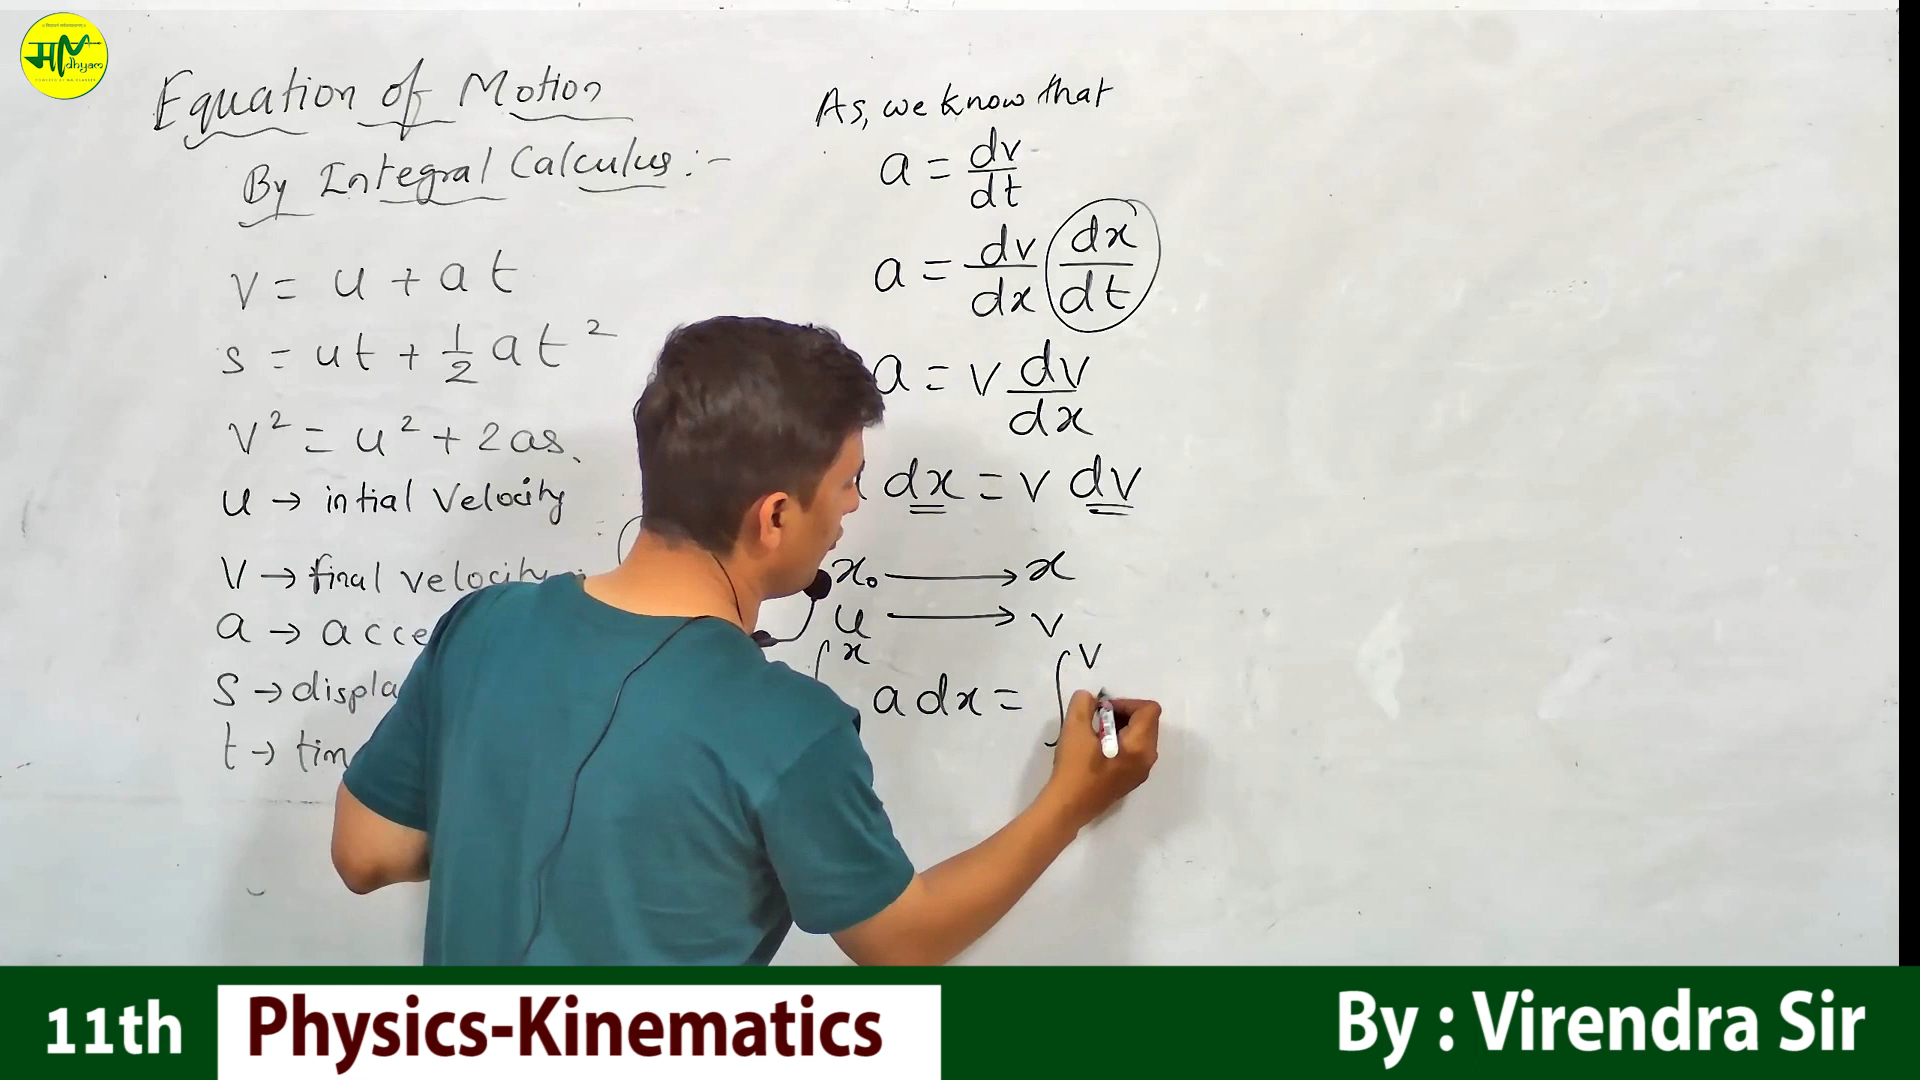 माdhyam
Equation of Motion
By Integral Calculus :-
v = u + at
s = ut + 1/2 at²
v² = u² + 2as
u → intial Velocity
V → final velocity
a → acce
S → displa
t → tim
As, we know that
a = dv/dt
a = dv/dx dx/dt
a = v dv/dx
dx = v dv
x₀ → x
u → v
∫ˣ a dx = ∫ⱽ
11th
Physics-Kinematics
By : Virendra Sir